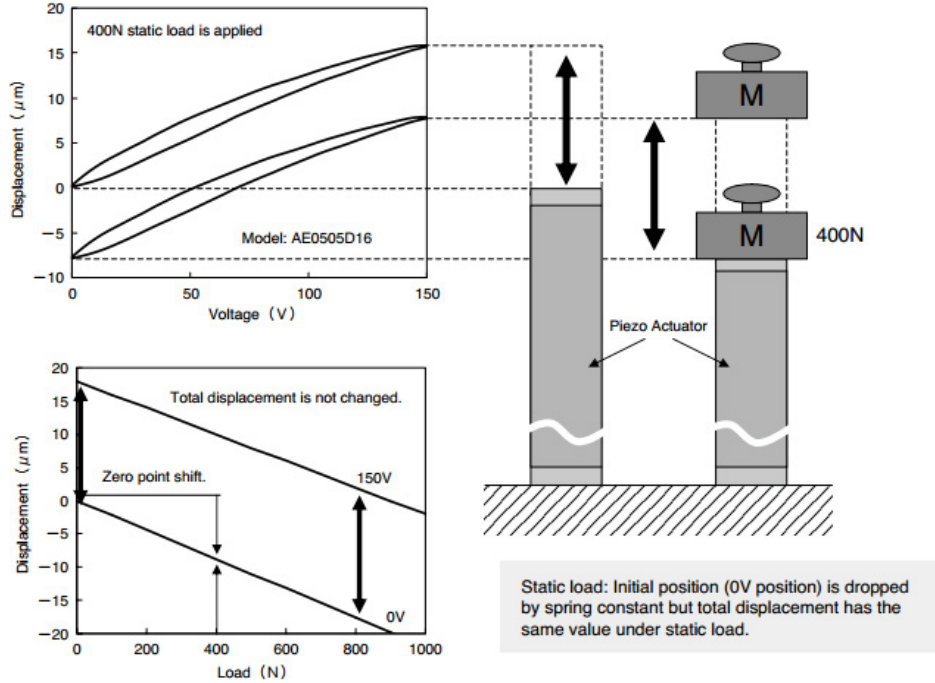 20
400N static load is applied
15
10
5
0
−5
−10
Displacement (μm)
Model: AE0505D16
0
50
100
150
Voltage (V)
M
M
400N
Piezo Actuator
20
15
10
5
0
−5
−10
−15
−20
Displacement (μm)
Total displacement is not changed.
Zero point shift.
150V
0V
0
200
400
600
800
1000
Load (N)
Static load: Initial position (0V position) is dropped
by spring constant but total displacement has the
same value under static load.